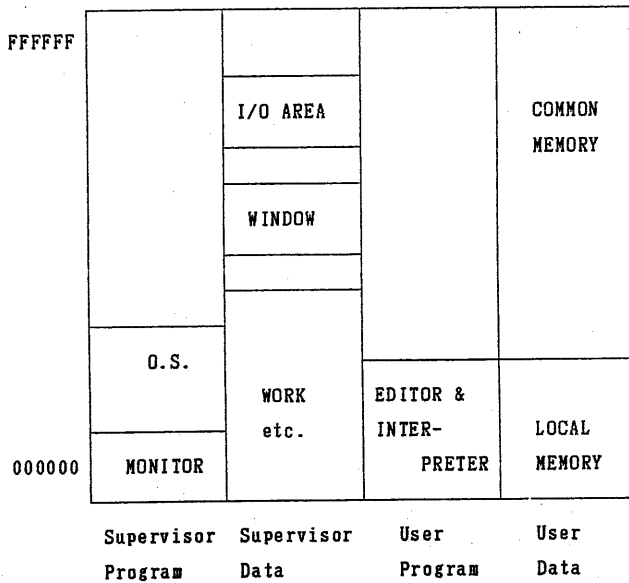 FFFFFF
I/O AREA
COMMON
MEMORY
WINDOW
O.S.
WORK
etc.
EDITOR &
INTER-
PRETER
LOCAL
MEMORY
000000
MONITOR
Supervisor Supervisor User User
Program Data Program Data